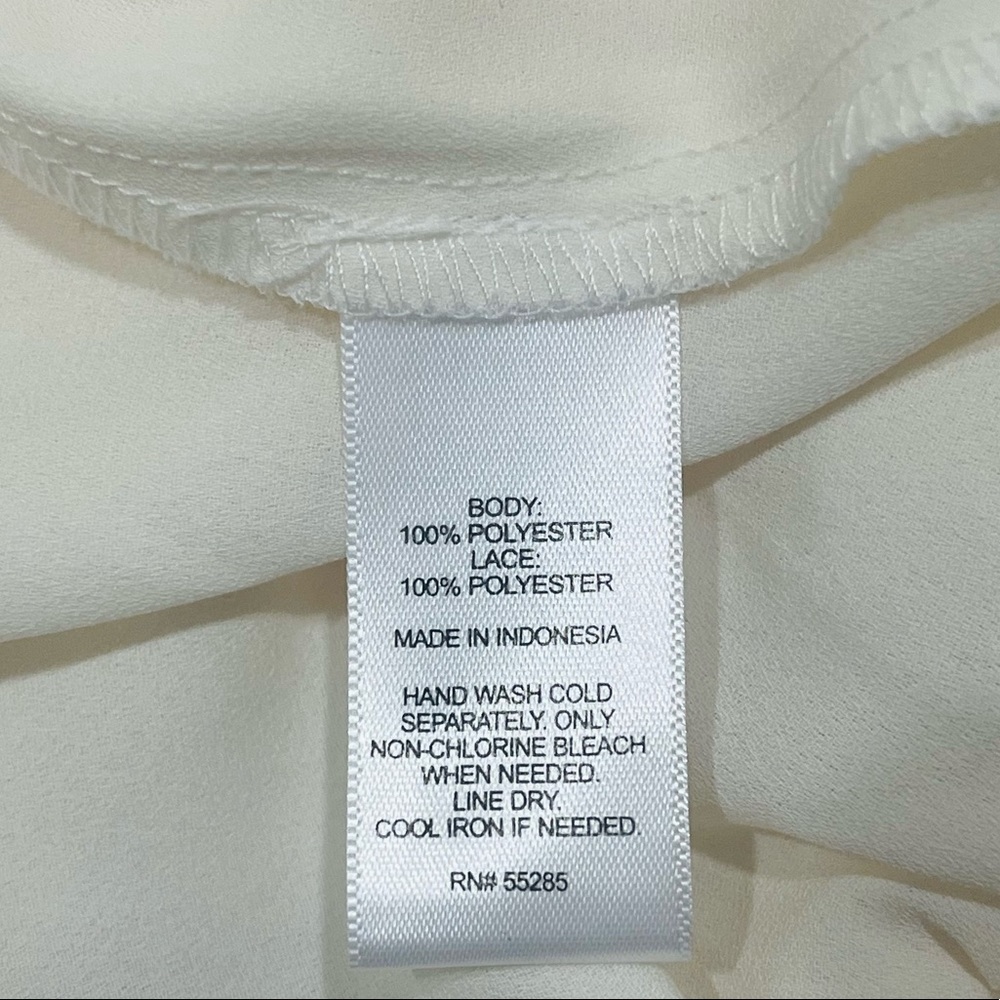 BODY:
100% POLYESTER
LACE:
100% POLYESTER
MADE IN INDONESIA
HAND WASH COLD
SEPARATELY. ONLY
NON-CHLORINE BLEACH
WHEN NEEDED.
LINE DRY.
COOL IRON IF NEEDED.
RN# 55285